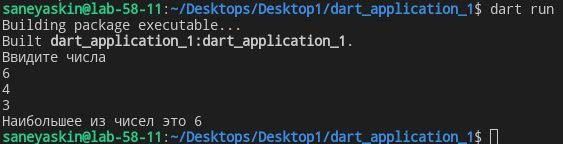 saneyaskin@lab-58-11:~/Desktops/Desktop1/dart_application_1$ dart run
Building package executable...
Built dart_application_1:dart_application_1.
Ввидите числа
6
4
3
Наибольшее из чисел это 6
saneyaskin@lab-58-11:~/Desktops/Desktop1/dart_application_1$